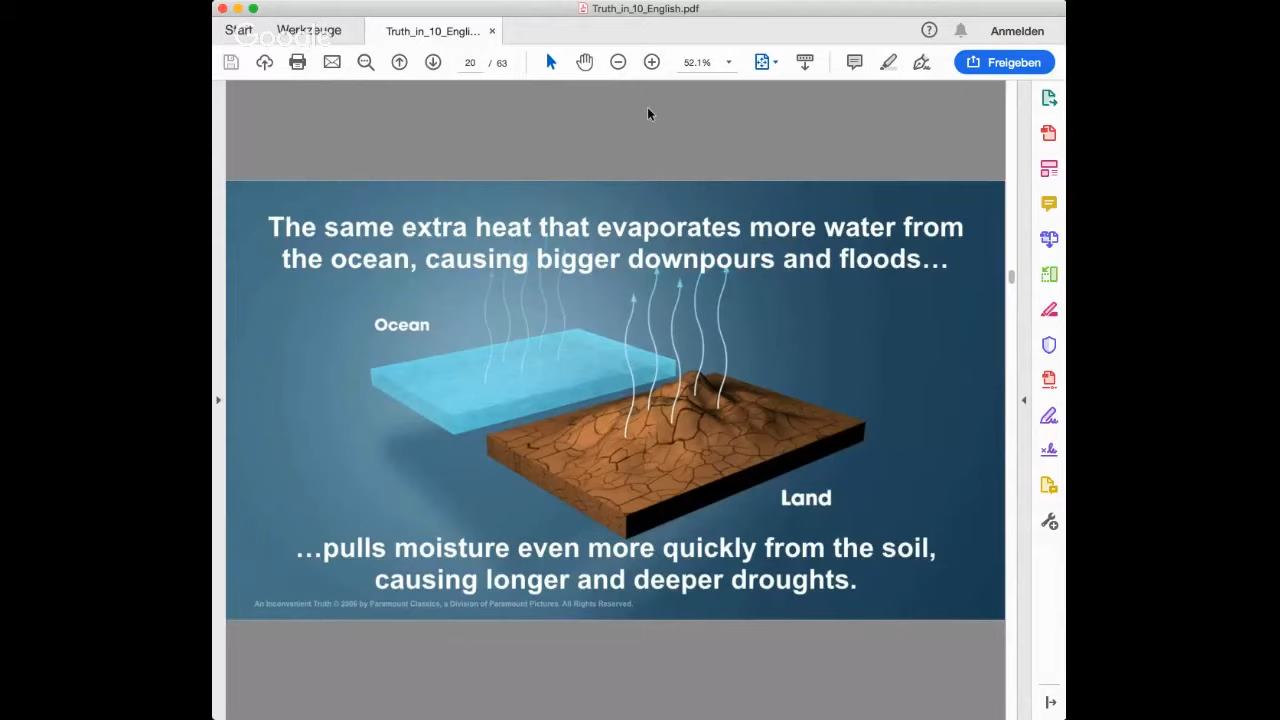 Truth_in_10_English.pdf
Start
Werkzeuge
Truth_in_10_Engli...
Google
Anmelden
20 / 63
52.1%
Freigeben
The same extra heat that evaporates more water from
the ocean, causing bigger downpours and floods…
Ocean
Land
…pulls moisture even more quickly from the soil,
causing longer and deeper droughts.
An Inconvenient Truth © 2006 by Paramount Classics, a Division of Paramount Pictures. All Rights Reserved.